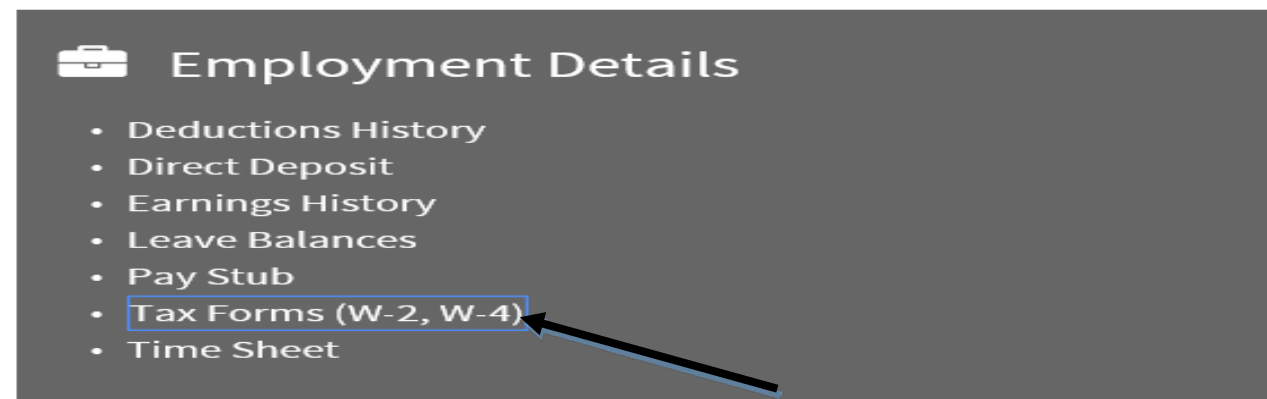 Employment Details
• Deductions History
• Direct Deposit
• Earnings History
• Leave Balances
• Pay Stub
• Tax Forms (W-2, W-4)
• Time Sheet